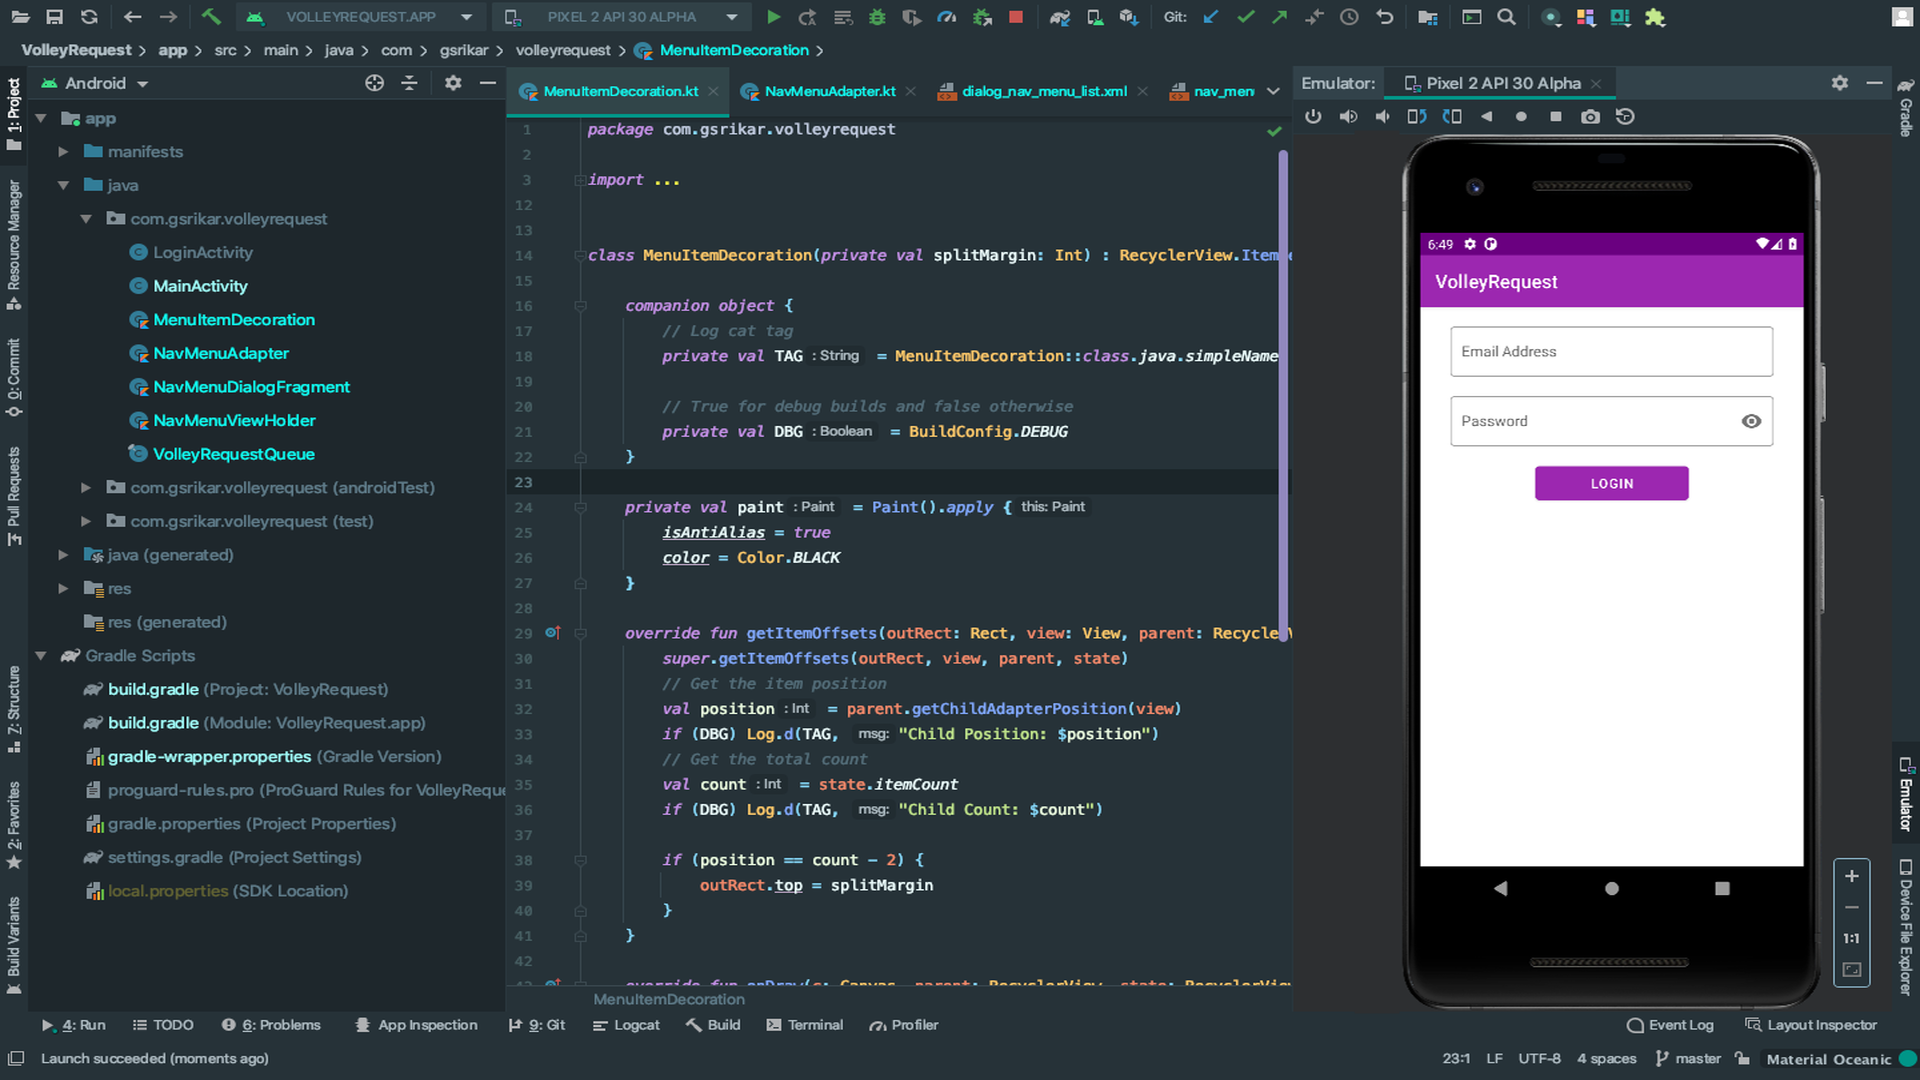 VOLLEYREQUEST.APP
PIXEL 2 API 30 ALPHA
Git:
VolleyRequest > app > src > main > java > com > gsrikar > volleyrequest > MenuItemDecoration >
1: Project
Resource Manager
0: Commit
Pull Requests
7: Structure
2: Favorites
Build Variants
Android
app
manifests
java
com.gsrikar.volleyrequest
LoginActivity
MainActivity
MenuItemDecoration
NavMenuAdapter
NavMenuDialogFragment
NavMenuViewHolder
VolleyRequestQueue
com.gsrikar.volleyrequest (androidTest)
com.gsrikar.volleyrequest (test)
java (generated)
res
res (generated)
Gradle Scripts
build.gradle (Project: VolleyRequest)
build.gradle (Module: VolleyRequest.app)
gradle-wrapper.properties (Gradle Version)
proguard-rules.pro (ProGuard Rules for VolleyReque
gradle.properties (Project Properties)
settings.gradle (Project Settings)
local.properties (SDK Location)
MenuItemDecoration.kt
NavMenuAdapter.kt
dialog_nav_menu_list.xml
nav_menu
1 package com.gsrikar.volleyrequest
2
3 import ...
12
13
14 class MenuItemDecoration(private val splitMargin: Int) : RecyclerView.Item
15
16 companion object {
17 // Log cat tag
18 private val TAG : String = MenuItemDecoration::class.java.simpleName
19
20 // True for debug builds and false otherwise
21 private val DBG : Boolean = BuildConfig.DEBUG
22 }
23
24 private val paint : Paint = Paint().apply { this: Paint
25 isAntiAlias = true
26 color = Color.BLACK
27 }
28
29 override fun getItemOffsets(outRect: Rect, view: View, parent: RecyclerV
30 super.getItemOffsets(outRect, view, parent, state)
31 // Get the item position
32 val position : Int = parent.getChildAdapterPosition(view)
33 if (DBG) Log.d(TAG, msg: "Child Position: $position")
34 // Get the total count
35 val count : Int = state.itemCount
36 if (DBG) Log.d(TAG, msg: "Child Count: $count")
37
38 if (position == count - 2) {
39 outRect.top = splitMargin
40 }
41 }
42
override fun onDraw(c: Canvas, parent: RecyclerView, state: RecyclerVie
MenuItemDecoration
Emulator:
Pixel 2 API 30 Alpha
6:49
VolleyRequest
Email Address
Password
LOGIN
1:1
Gradle
Emulator
Device File Explorer
4: Run
TODO
6: Problems
App Inspection
9: Git
Logcat
Build
Terminal
Profiler
Event Log
Layout Inspector
Launch succeeded (moments ago)
23:1
LF
UTF-8
4 spaces
master
Material Oceanic